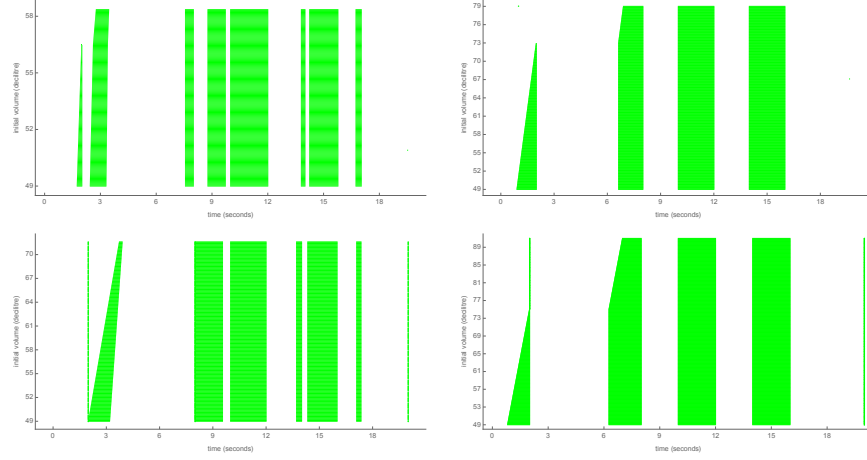 58
55
52
49
initial volume (decilitre)
0 3 6 9 12 15 18
time (seconds)
79
73
67
64
61
58
55
52
49
initial volume (decilitre)
0 3 6 9 12 15 18
time (seconds)
70
67
64
61
58
55
52
49
initial volume (decilitre)
0 3 6 9 12 15 18
time (seconds)
89
85
81
77
73
69
65
61
57
53
49
initial volume (decilitre)
0 3 6 9 12 15 18
time (seconds)